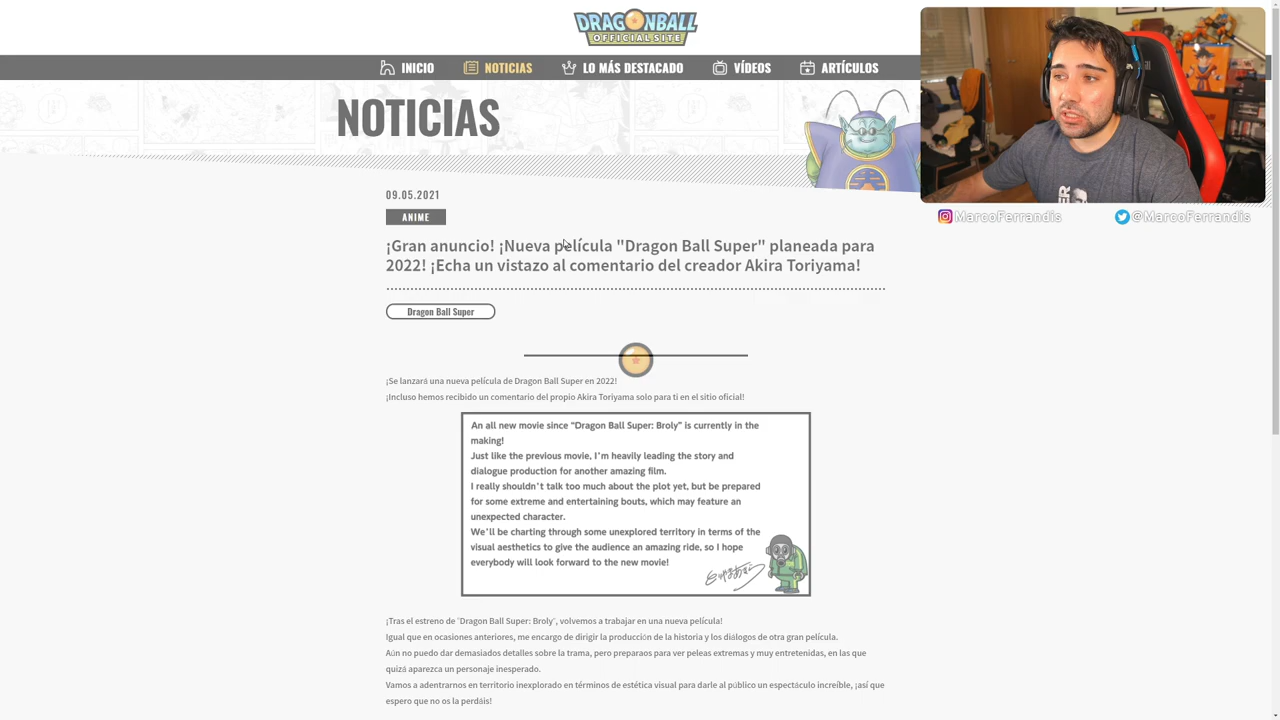 DRAGONBALL
OFFICIAL SITE
INICIO
NOTICIAS
LO MÁS DESTACADO
VÍDEOS
ARTÍCULOS
NOTICIAS
MarcoFerrandis
@MarcoFerrandis
09.05.2021
ANIME
¡Gran anuncio! ¡Nueva película "Dragon Ball Super" planeada para
2022! ¡Echa un vistazo al comentario del creador Akira Toriyama!
Dragon Ball Super
¡Se lanzará una nueva película de Dragon Ball Super en 2022!
¡Incluso hemos recibido un comentario del propio Akira Toriyama solo para ti en el sitio oficial!
An all new movie since "Dragon Ball Super: Broly" is currently in the
making!
Just like the previous movie, I'm heavily leading the story and
dialogue production for another amazing film.
I really shouldn't talk too much about the plot yet, but be prepared
for some extreme and entertaining bouts, which may feature an
unexpected character.
We'll be charting through some unexplored territory in terms of the
visual aesthetics to give the audience an amazing ride, so I hope
everybody will look forward to the new movie!
¡Tras el estreno de "Dragon Ball Super: Broly", volvemos a trabajar en una nueva película!
Igual que en ocasiones anteriores, me encargo de dirigir la producción de la historia y los diálogos de otra gran película.
Aún no puedo dar demasiados detalles sobre la trama, pero preparaos para ver peleas extremas y muy entretenidas, en las que
quizá aparezca un personaje inesperado.
Vamos a adentrarnos en territorio inexplorado en términos de estética visual para darle al público un espectáculo increíble, ¡así que
espero que no os la perdáis!